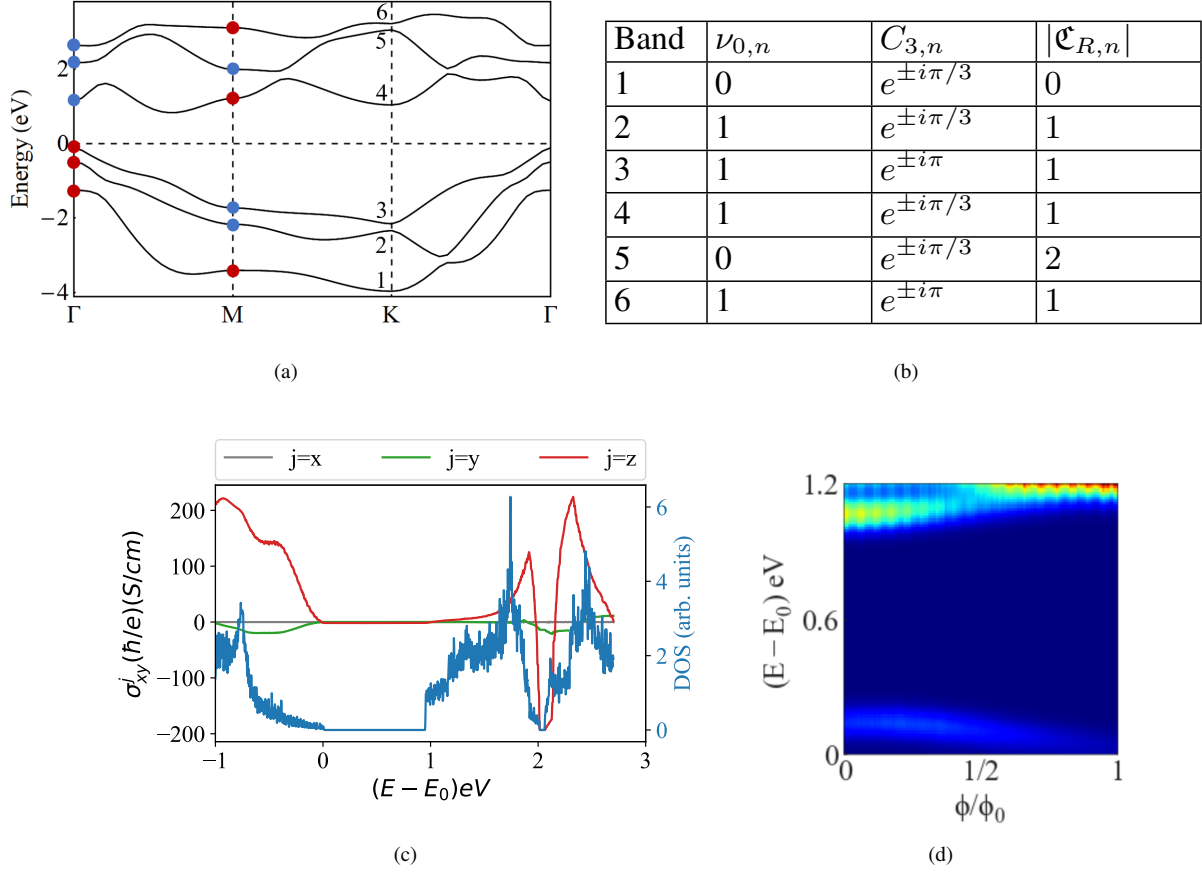 6
5
4
3
2
1
2
0
−2
−4
Energy (eV)
Γ
M
K
Γ
(a)
Band ν₀,ₙ C₃,ₙ |ℭ_{R,n}|
1 0 e^{±iπ/3} 0
2 1 e^{±iπ/3} 1
3 1 e^{±iπ} 1
4 1 e^{±iπ/3} 1
5 0 e^{±iπ/3} 2
6 1 e^{±iπ} 1
(b)
j=x j=y j=z
200
100
0
−100
−200
σ^j_{xy}(ħ/e)(S/cm)
6
4
2
0
DOS (arb. units)
−1 0 1 2 3
(E − E₀)eV
(c)
1.2
0.6
0
(E − E₀) eV
0 1/2 1
ϕ/ϕ₀
(d)